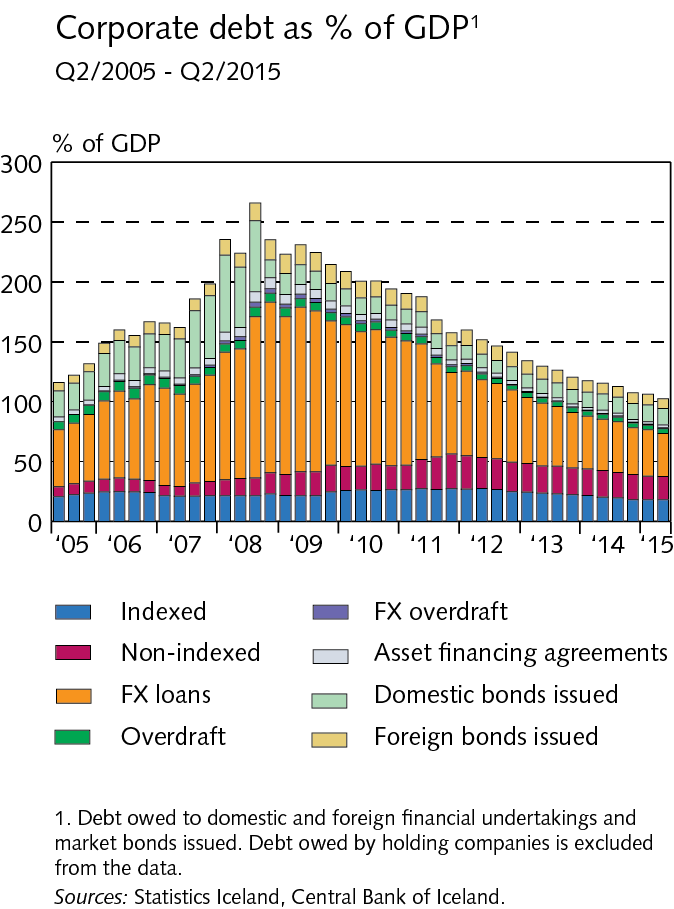 Corporate debt as % of GDP¹
Q2/2005 - Q2/2015
% of GDP
300
250
200
150
100
50
0
‘05 ‘06 ‘07 ‘08 ‘09 ‘10 ‘11 ‘12 ‘13 ‘14 ‘15
Indexed
Non-indexed
FX loans
Overdraft
FX overdraft
Asset financing agreements
Domestic bonds issued
Foreign bonds issued
1. Debt owed to domestic and foreign financial undertakings and
market bonds issued. Debt owed by holding companies is excluded
from the data.
Sources: Statistics Iceland, Central Bank of Iceland.